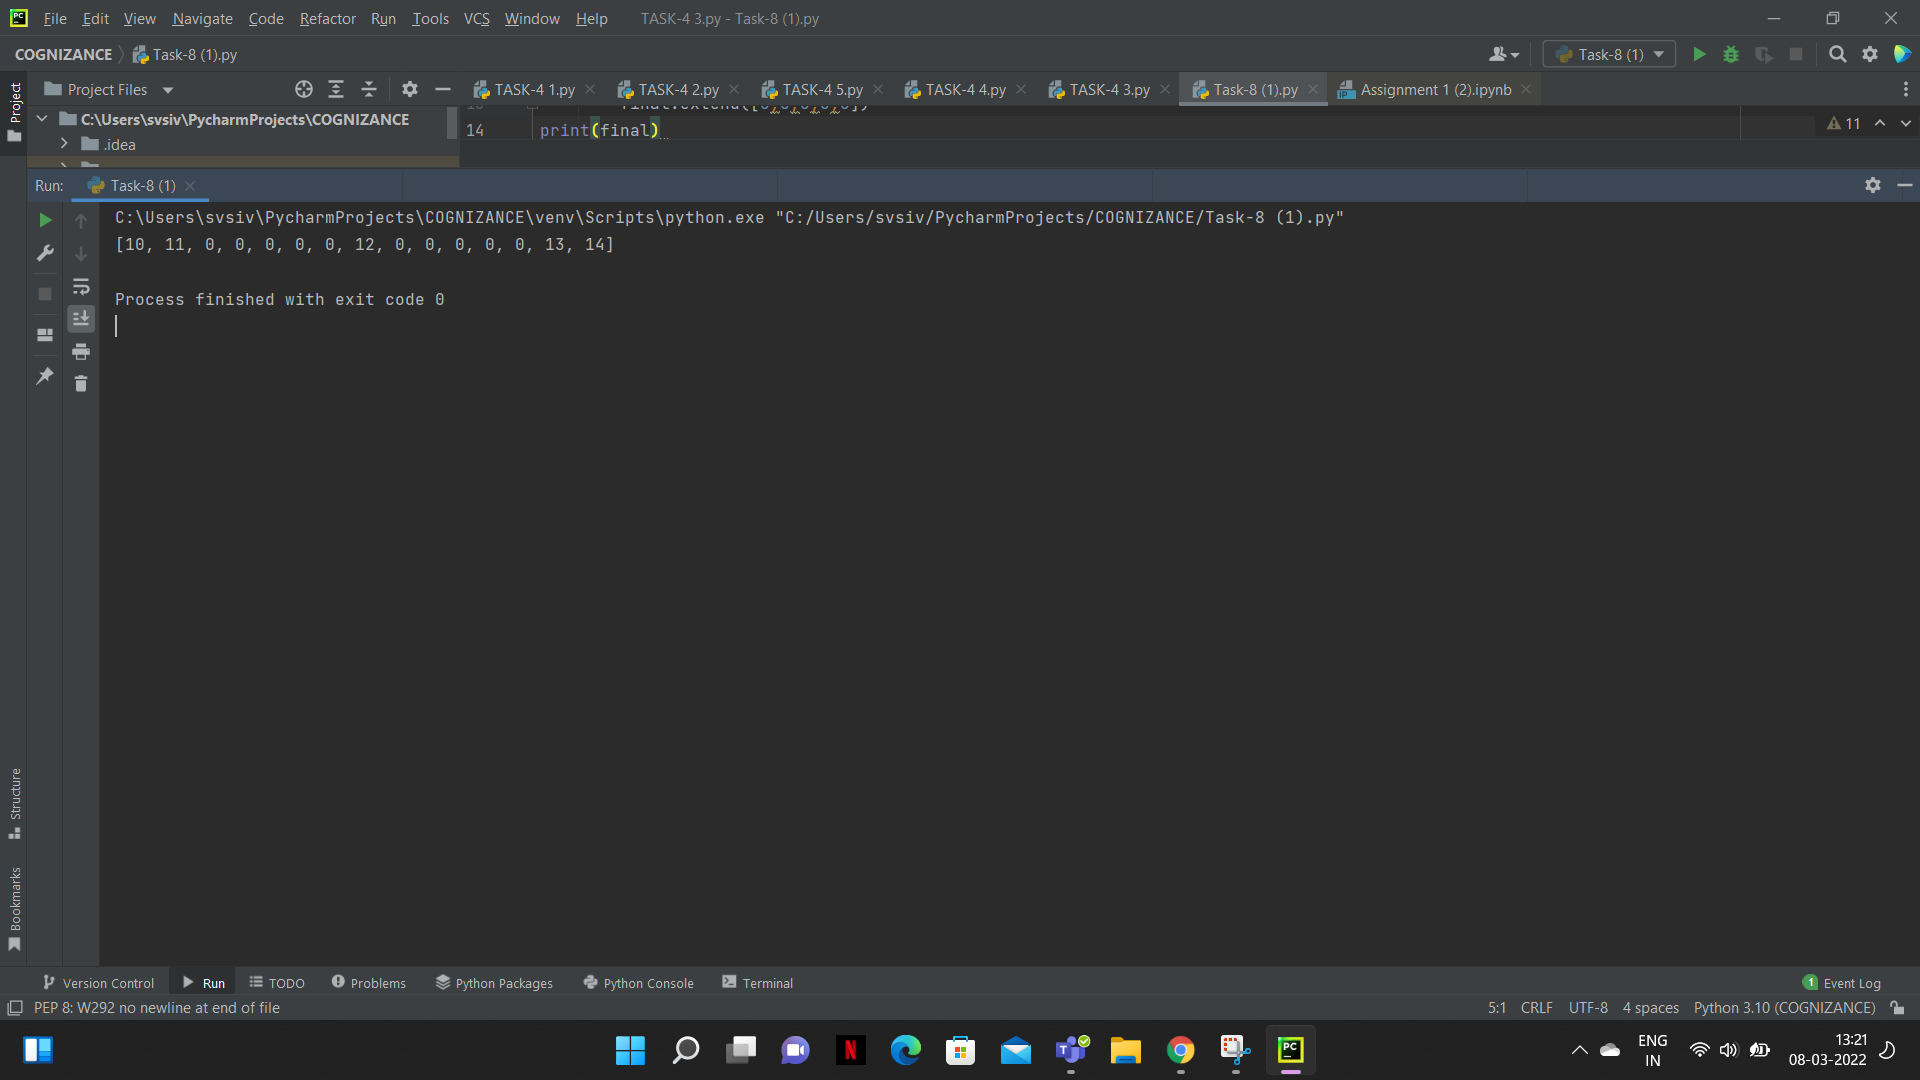 PC File Edit View Navigate Code Refactor Run Tools VCS Window Help TASK-4 3.py - Task-8 (1).py
COGNIZANCE Task-8 (1).py Task-8 (1)
Project Project Files TASK-4 1.py TASK-4 2.py TASK-4 5.py TASK-4 4.py TASK-4 3.py Task-8 (1).py Assignment 1 (2).ipynb
C:\Users\svsiv\PycharmProjects\COGNIZANCE
14 print(final) 11
.idea
Run: Task-8 (1)
C:\Users\svsiv\PycharmProjects\COGNIZANCE\venv\Scripts\python.exe "C:/Users/svsiv/PycharmProjects/COGNIZANCE/Task-8 (1).py"
[10, 11, 0, 0, 0, 0, 0, 12, 0, 0, 0, 0, 0, 13, 14]
Process finished with exit code 0
Structure
Bookmarks
Version Control Run TODO Problems Python Packages Python Console Terminal 1 Event Log
PEP 8: W292 no newline at end of file 5:1 CRLF UTF-8 4 spaces Python 3.10 (COGNIZANCE)
ENG 13:21
IN 08-03-2022